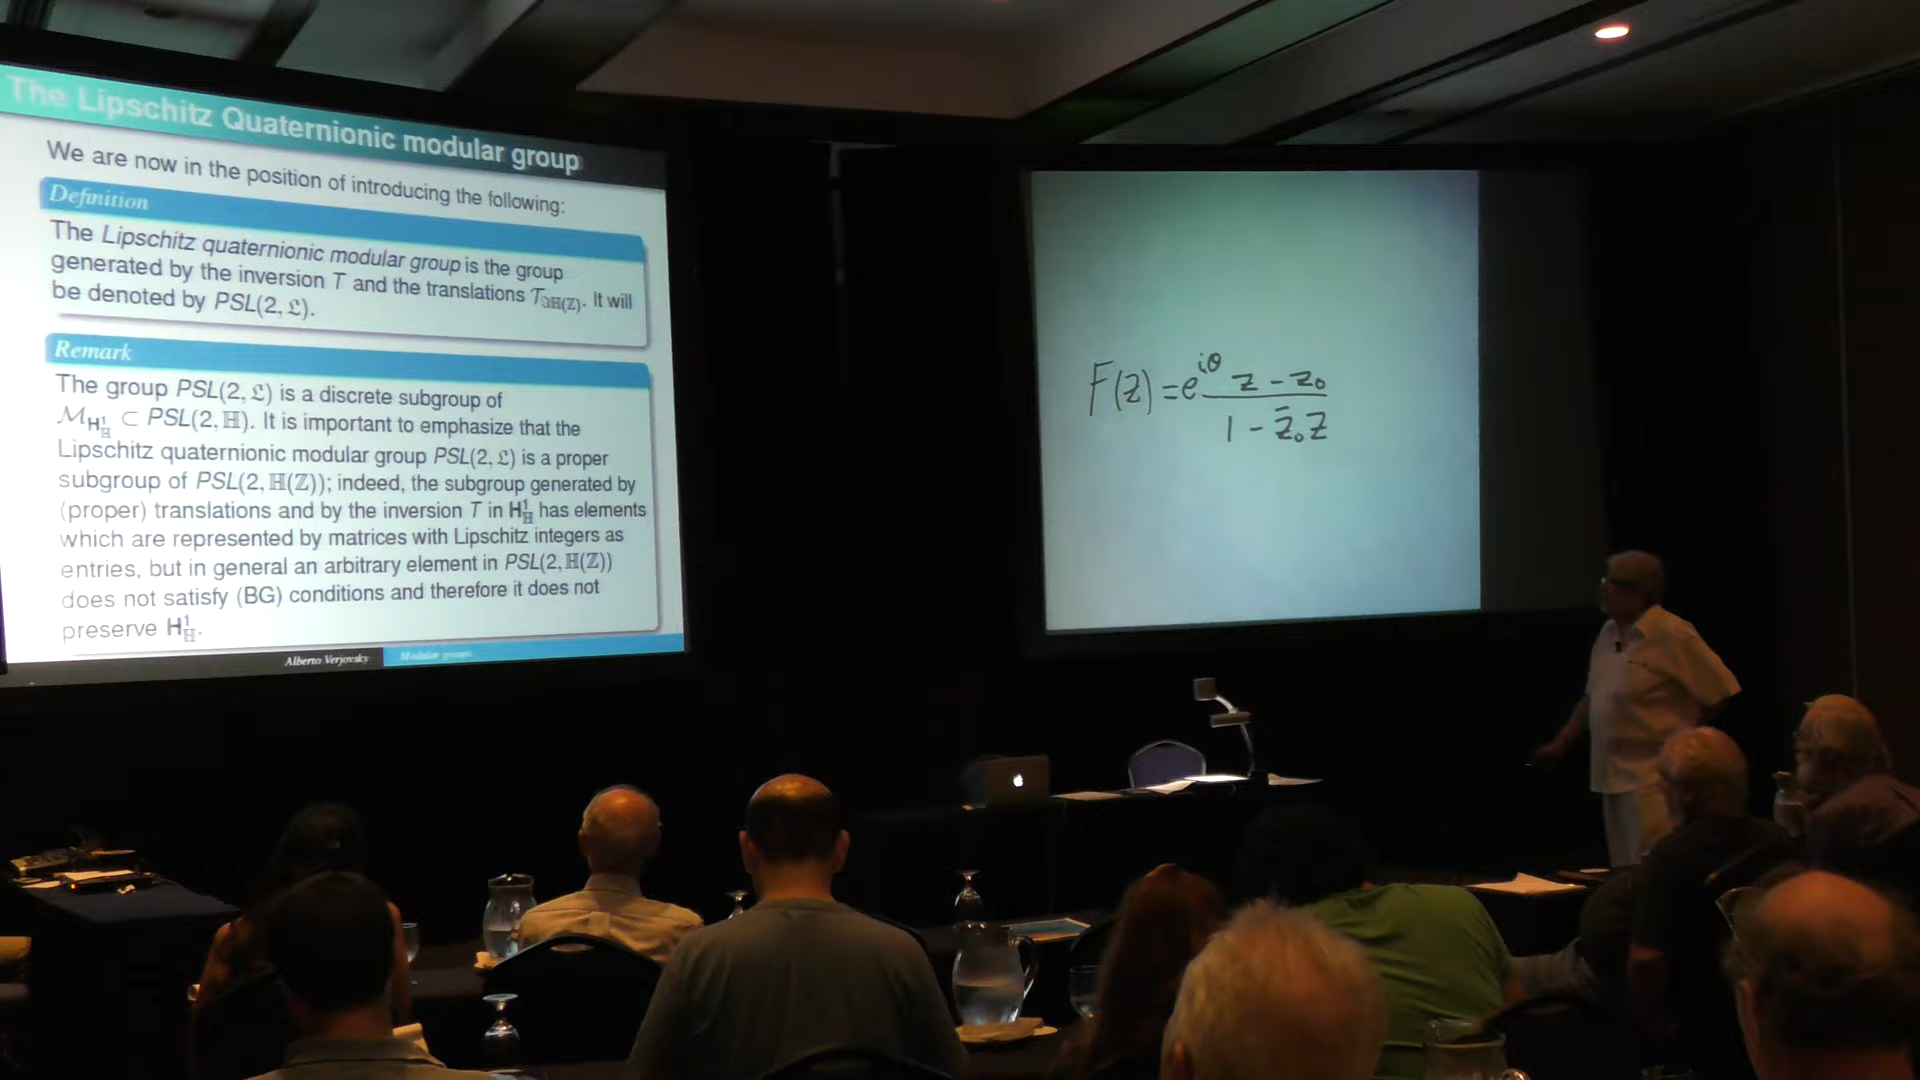 The Lipschitz Quaternionic modular group
We are now in the position of introducing the following:
Definition
The Lipschitz quaternionic modular group is the group
generated by the inversion T and the translations 𝒯_{ℑℍ(ℤ)}. It will
be denoted by PSL(2, 𝔏).
Remark
The group PSL(2, 𝔏) is a discrete subgroup of
ℳ_{H¹_ℍ} ⊂ PSL(2, ℍ). It is important to emphasize that the
Lipschitz quaternionic modular group PSL(2, 𝔏) is a proper
subgroup of PSL(2, ℍ(ℤ)); indeed, the subgroup generated by
(proper) translations and by the inversion T in H¹_ℍ has elements
which are represented by matrices with Lipschitz integers as
entries, but in general an arbitrary element in PSL(2, ℍ(ℤ))
does not satisfy (BG) conditions and therefore it does not
preserve H¹_ℍ.
Alberto Verjovsky Modular groups
F(z) = e^{iθ} (z - z₀)/(1 - z̄₀z)